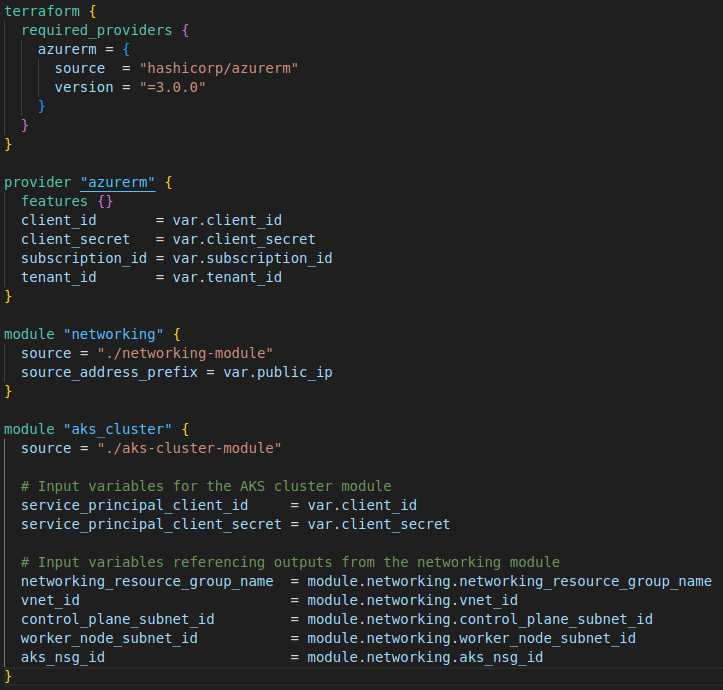 terraform {
  required_providers {
    azurerm = {
      source  = "hashicorp/azurerm"
      version = "=3.0.0"
    }
  }
}

provider "azurerm" {
  features {}
  client_id       = var.client_id
  client_secret   = var.client_secret
  subscription_id = var.subscription_id
  tenant_id       = var.tenant_id
}

module "networking" {
  source = "./networking-module"
  source_address_prefix = var.public_ip
}

module "aks_cluster" {
  source = "./aks-cluster-module"

  # Input variables for the AKS cluster module
  service_principal_client_id     = var.client_id
  service_principal_client_secret = var.client_secret

  # Input variables referencing outputs from the networking module
  networking_resource_group_name  = module.networking.networking_resource_group_name
  vnet_id                         = module.networking.vnet_id
  control_plane_subnet_id         = module.networking.control_plane_subnet_id
  worker_node_subnet_id           = module.networking.worker_node_subnet_id
  aks_nsg_id                      = module.networking.aks_nsg_id
}